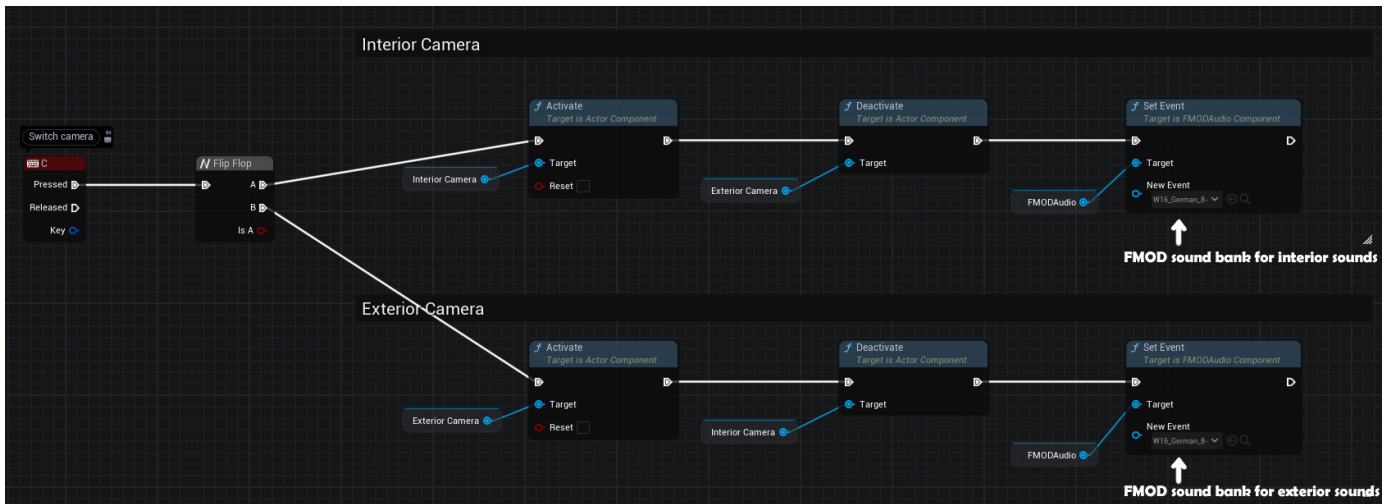 Interior Camera
Switch camera
C
Pressed
Released
Key
Flip Flop
A
B
Is A
Activate
Target is Actor Component
Target
Reset
Interior Camera
Deactivate
Target is Actor Component
Target
Exterior Camera
Set Event
Target is FMODAudio Component
Target
New Event
W16_German_8-
FMODAudio
FMOD sound bank for interior sounds
Exterior Camera
Activate
Target is Actor Component
Target
Reset
Exterior Camera
Deactivate
Target is Actor Component
Target
Interior Camera
Set Event
Target is FMODAudio Component
Target
New Event
W16_German_8-
FMODAudio
FMOD sound bank for exterior sounds